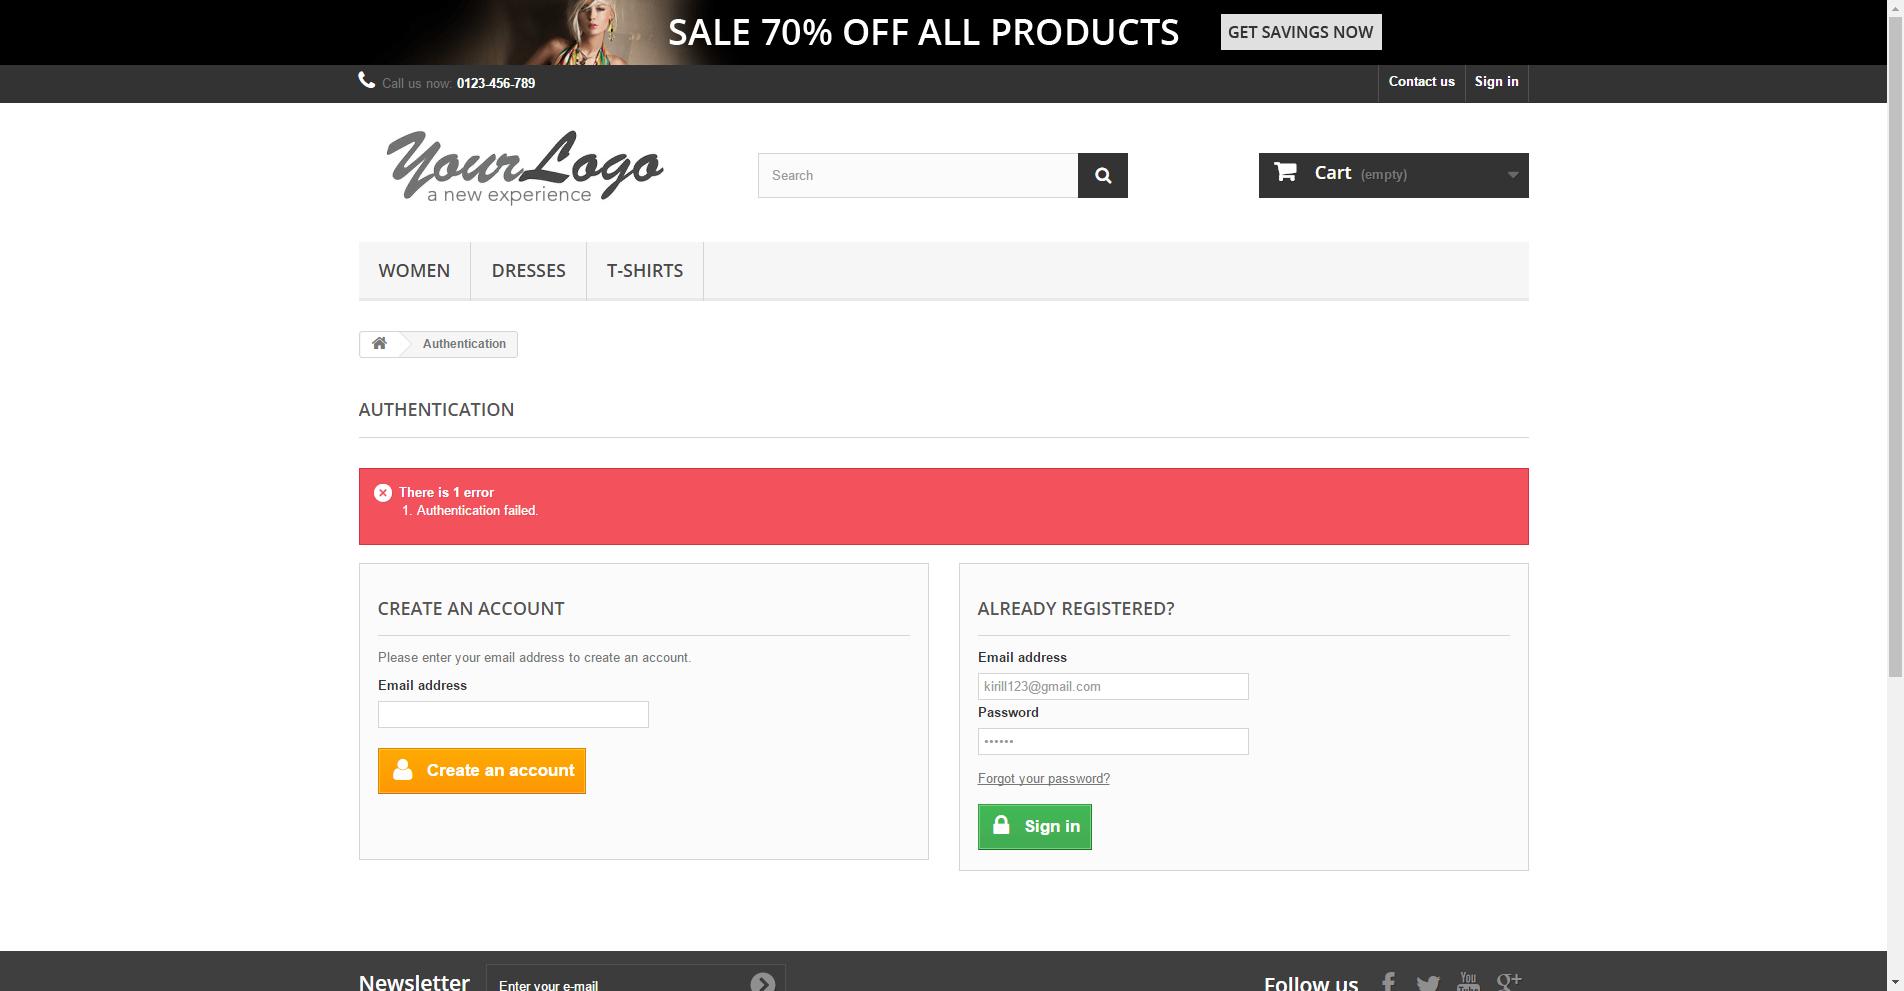 SALE 70% OFF ALL PRODUCTS GET SAVINGS NOW
Call us now: 0123-456-789 Contact us Sign in
YourLogo
a new experience
Search
Cart (empty)
WOMEN DRESSES T-SHIRTS
Authentication
AUTHENTICATION
There is 1 error
1. Authentication failed.
CREATE AN ACCOUNT
Please enter your email address to create an account.
Email address
Create an account
ALREADY REGISTERED?
Email address
kirill123@gmail.com
Password
••••••
Forgot your password?
Sign in
Newsletter Enter your e-mail
Follow us You Tube g+